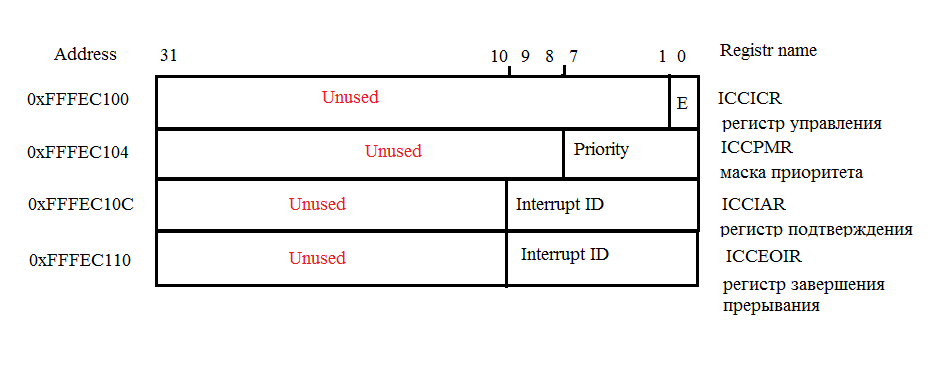 Address 31 10 9 8 7 1 0 Registr name
0xFFFEC100 Unused E ICCICR
регистр управления
0xFFFEC104 Unused Priority ICCPMR
маска приоритета
0xFFFEC10C Unused Interrupt ID ICCIAR
регистр подтверждения
0xFFFEC110 Unused Interrupt ID ICCEOIR
регистр завершения
прерывания